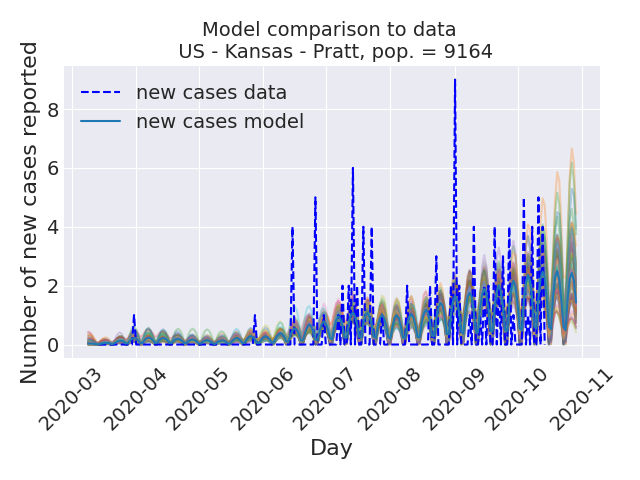 Model comparison to data
US - Kansas - Pratt, pop. = 9164
Number of new cases reported
8
6
4
2
0
new cases data
new cases model
2020-03
2020-04
2020-05
2020-06
2020-07
2020-08
2020-09
2020-10
2020-11
Day